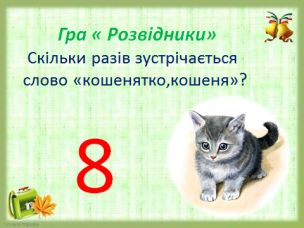 Гра « Розвідники»
Скільки разів зустрічається
слово «кошенятко,кошеня»?
8